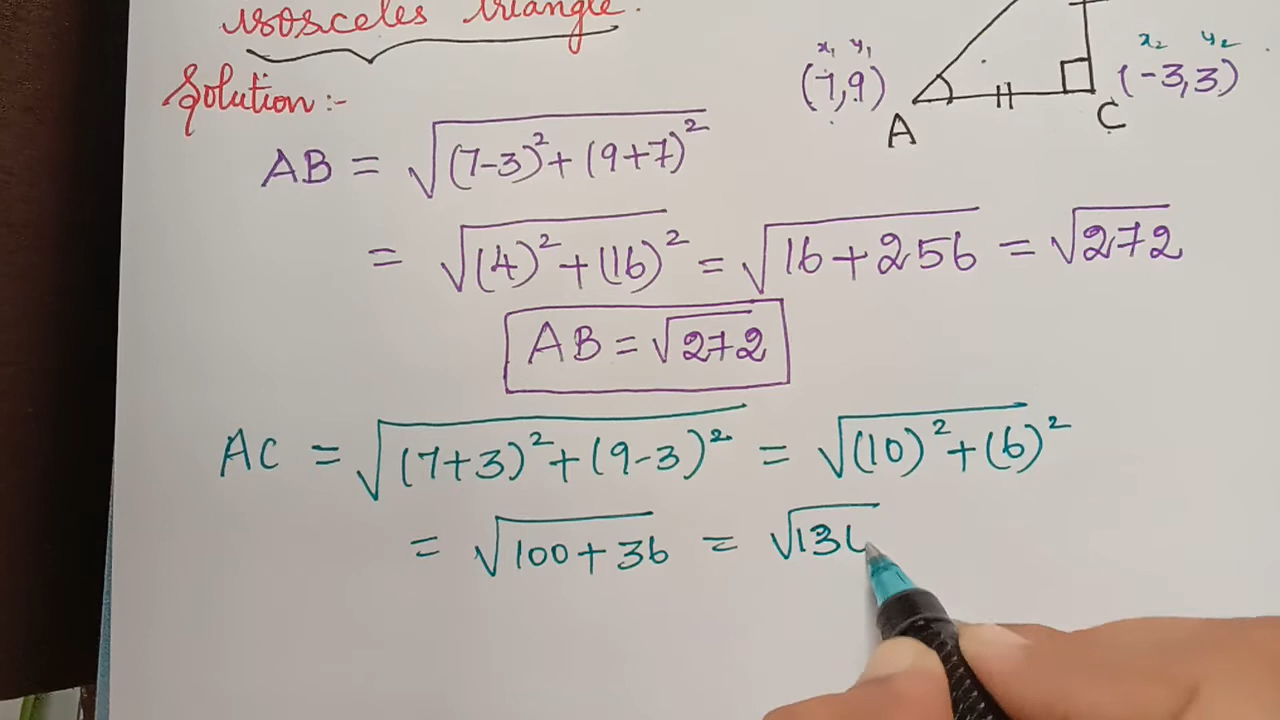 isosceles triangle.
x₁ y₁ x₂ y₂
Solution :- (7,9) (-3,3)
A C
AB = √(7-3)²+(9+7)²
= √(4)²+(16)² = √16+256 = √272
AB = √272
AC = √(7+3)²+(9-3)² = √(10)²+(6)²
= √100+36 = √13